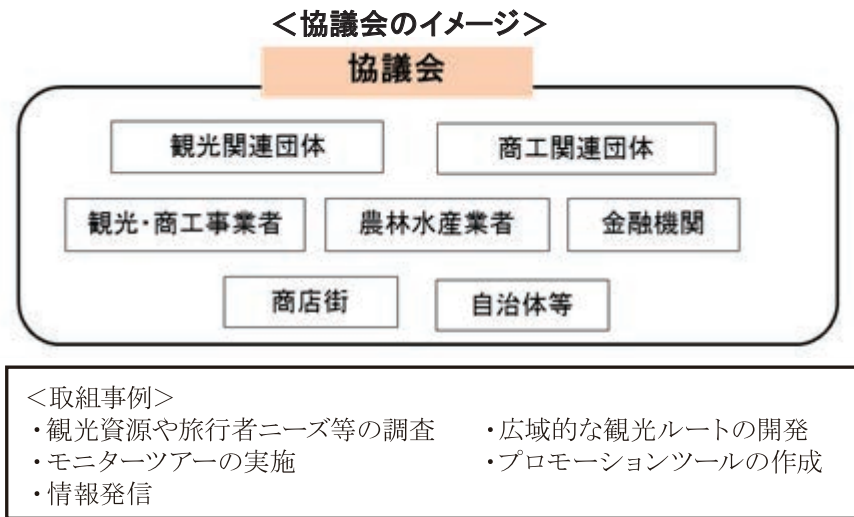 ＜協議会のイメージ＞
協議会
観光関連団体 商工関連団体
観光・商工事業者 農林水産業者 金融機関
商店街 自治体等
＜取組事例＞
・観光資源や旅行者ニーズ等の調査 ・広域的な観光ルートの開発
・モニターツアーの実施 ・プロモーションツールの作成
・情報発信